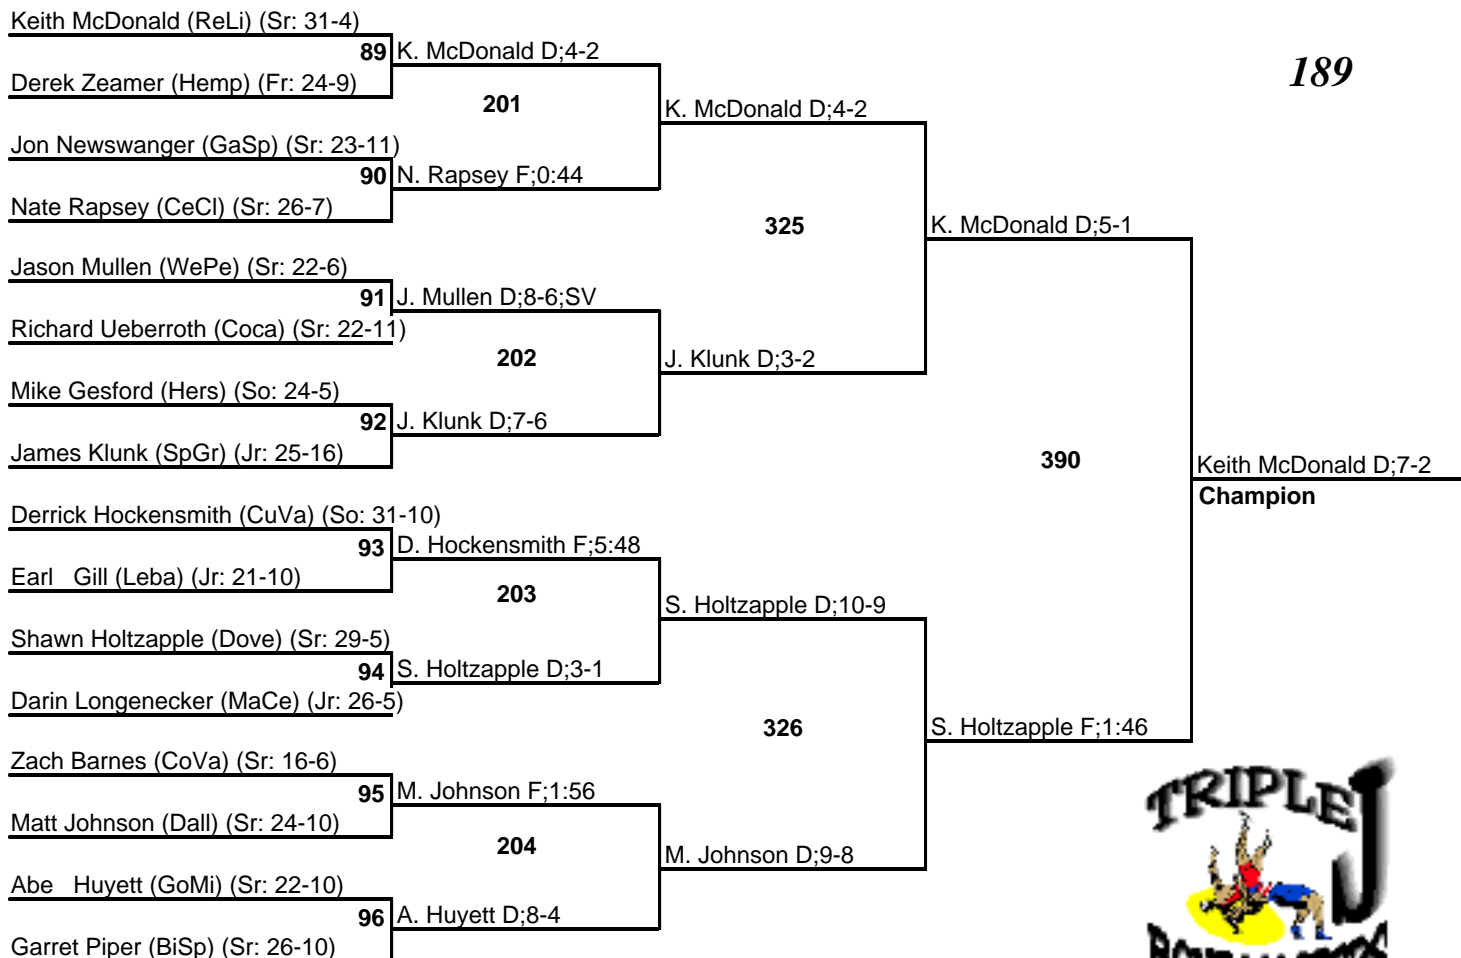 Keith McDonald (ReLi) (Sr: 31-4)
89 K. McDonald D;4-2
Derek Zeamer (Hemp) (Fr: 24-9)
201
K. McDonald D;4-2
189
Jon Newswanger (GaSp) (Sr: 23-11)
90 N. Rapsey F;0:44
Nate Rapsey (CeCl) (Sr: 26-7)
325
K. McDonald D;5-1
Jason Mullen (WePe) (Sr: 22-6)
91 J. Mullen D;8-6;SV
Richard Ueberroth (Coca) (Sr: 22-11)
202
J. Klunk D;3-2
Mike Gesford (Hers) (So: 24-5)
92 J. Klunk D;7-6
James Klunk (SpGr) (Jr: 25-16)
390
Keith McDonald D;7-2
Champion
Derrick Hockensmith (CuVa) (So: 31-10)
93 D. Hockensmith F;5:48
Earl Gill (Leba) (Jr: 21-10)
203
S. Holtzapple D;10-9
Shawn Holtzapple (Dove) (Sr: 29-5)
94 S. Holtzapple D;3-1
Darin Longenecker (MaCe) (Jr: 26-5)
326
S. Holtzapple F;1:46
Zach Barnes (CoVa) (Sr: 16-6)
95 M. Johnson F;1:56
Matt Johnson (Dall) (Sr: 24-10)
204
M. Johnson D;9-8
Abe Huyett (GoMi) (Sr: 22-10)
96 A. Huyett D;8-4
Garret Piper (BiSp) (Sr: 26-10)
TRIPLE J